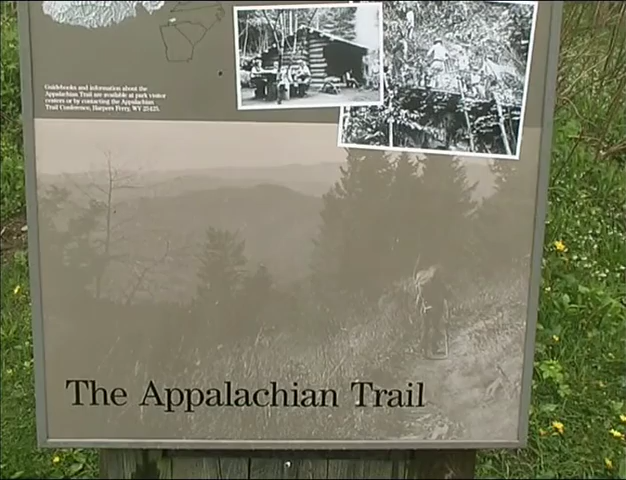 Guidebooks and information about the
Appalachian Trail are available at park visitor
centers or by contacting the Appalachian
Trail Conference, Harpers Ferry, WV 25425.
The Appalachian Trail